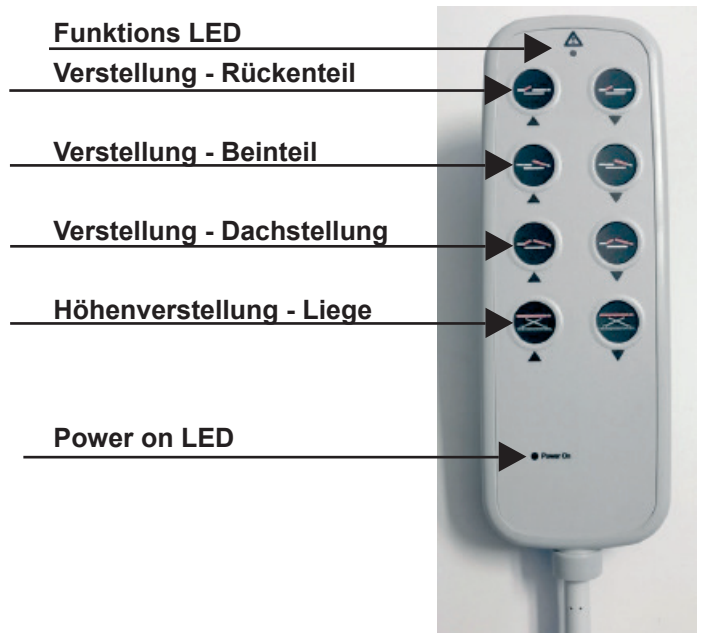 Funktions LED
Verstellung - Rückenteil
Verstellung - Beinteil
Verstellung - Dachstellung
Höhenverstellung - Liege
Power on LED
Power On